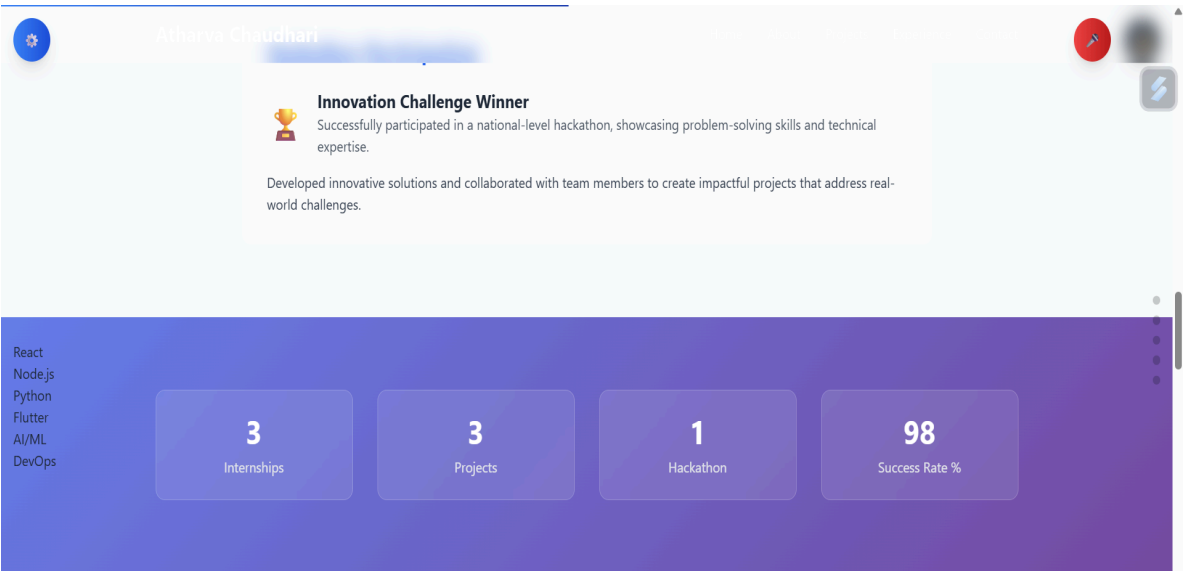 Atharva Chaudhari
Innovation Challenge Winner
Successfully participated in a national-level hackathon, showcasing problem-solving skills and technical
expertise.
Developed innovative solutions and collaborated with team members to create impactful projects that address real-
world challenges.
React
Node.js
Python
Flutter
AI/ML
DevOps
3
Internships
3
Projects
1
Hackathon
98
Success Rate %